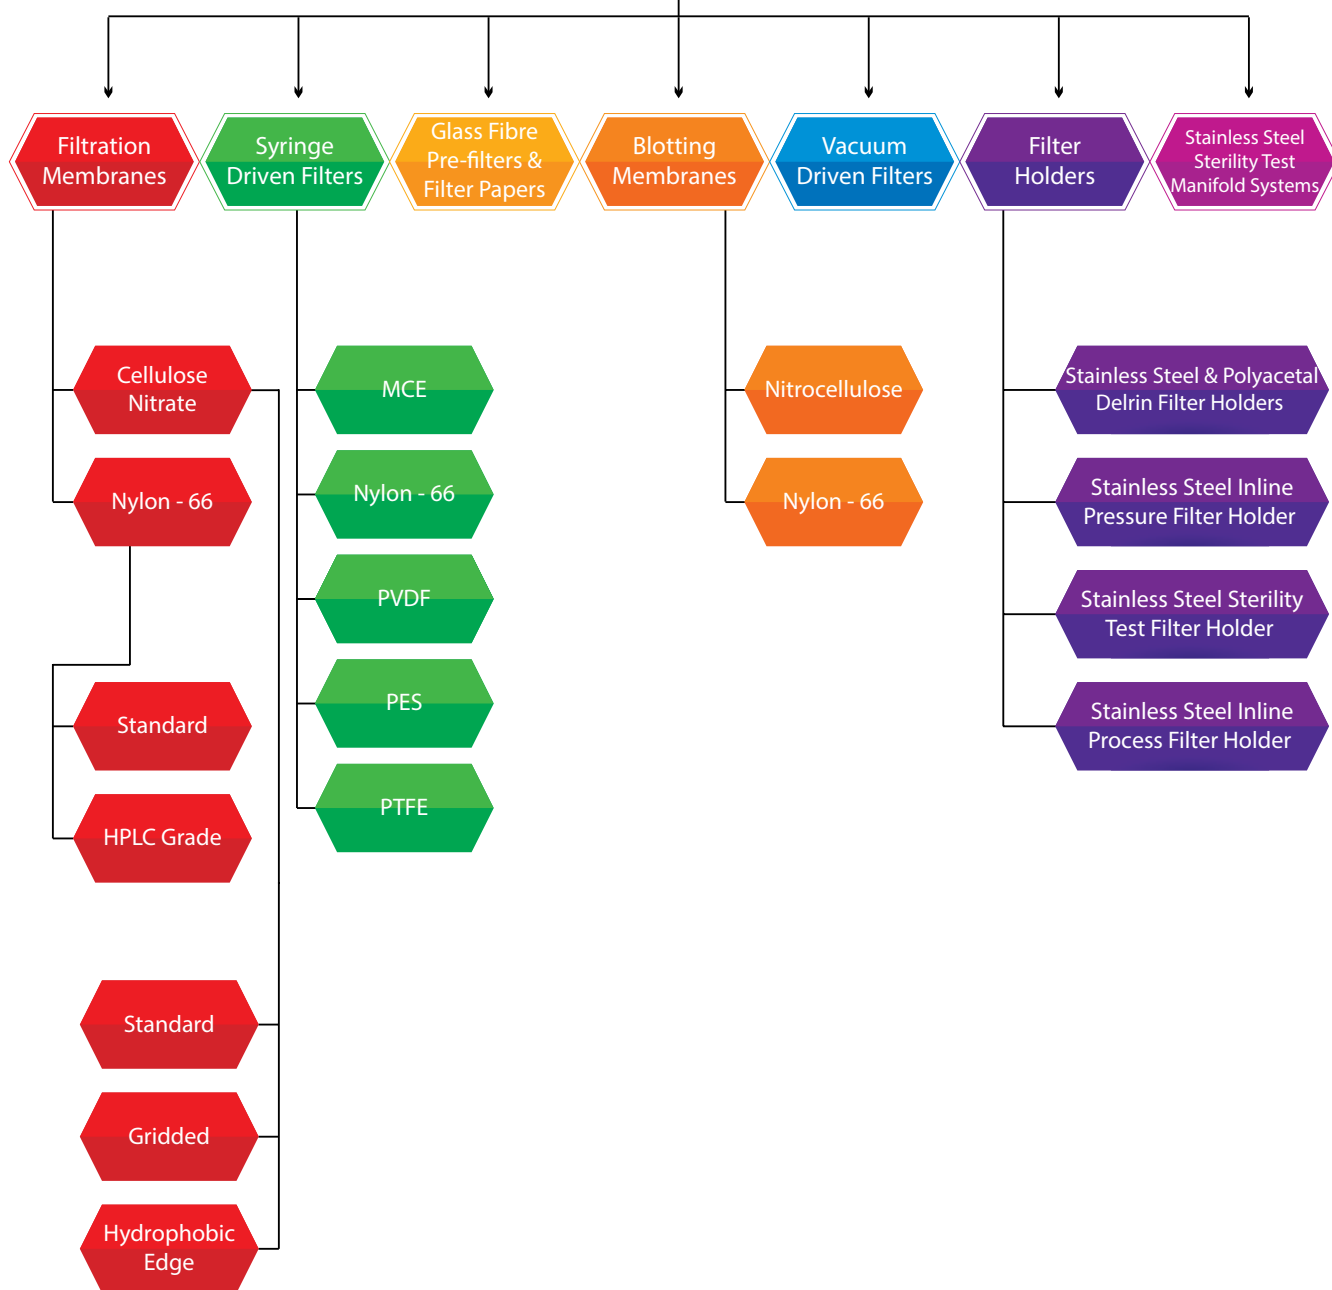 Filtration
Membranes
Syringe
Driven Filters
Glass Fibre
Pre-filters &
Filter Papers
Blotting
Membranes
Vacuum
Driven Filters
Filter
Holders
Stainless Steel
Sterility Test
Manifold Systems
Cellulose
Nitrate
Nylon - 66
Standard
HPLC Grade
Standard
Gridded
Hydrophobic
Edge
MCE
Nylon - 66
PVDF
PES
PTFE
Nitrocellulose
Nylon - 66
Stainless Steel & Polyacetal
Delrin Filter Holders
Stainless Steel Inline
Pressure Filter Holder
Stainless Steel Sterility
Test Filter Holder
Stainless Steel Inline
Process Filter Holder